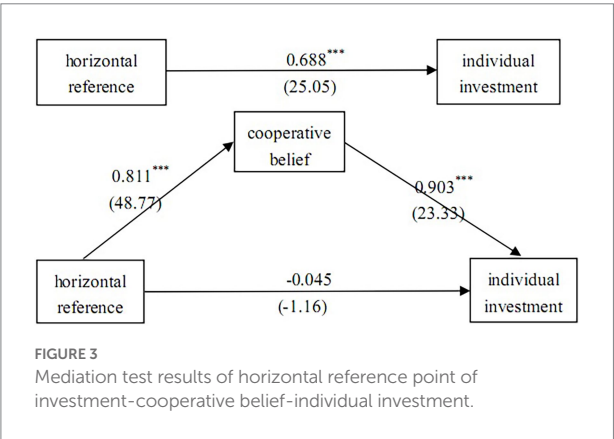 horizontal
reference
0.688***
(25.05)
individual
investment
cooperative
belief
0.811***
(48.77)
0.903***
(23.33)
horizontal
reference
-0.045
(-1.16)
individual
investment
FIGURE 3
Mediation test results of horizontal reference point of
investment-cooperative belief-individual investment.